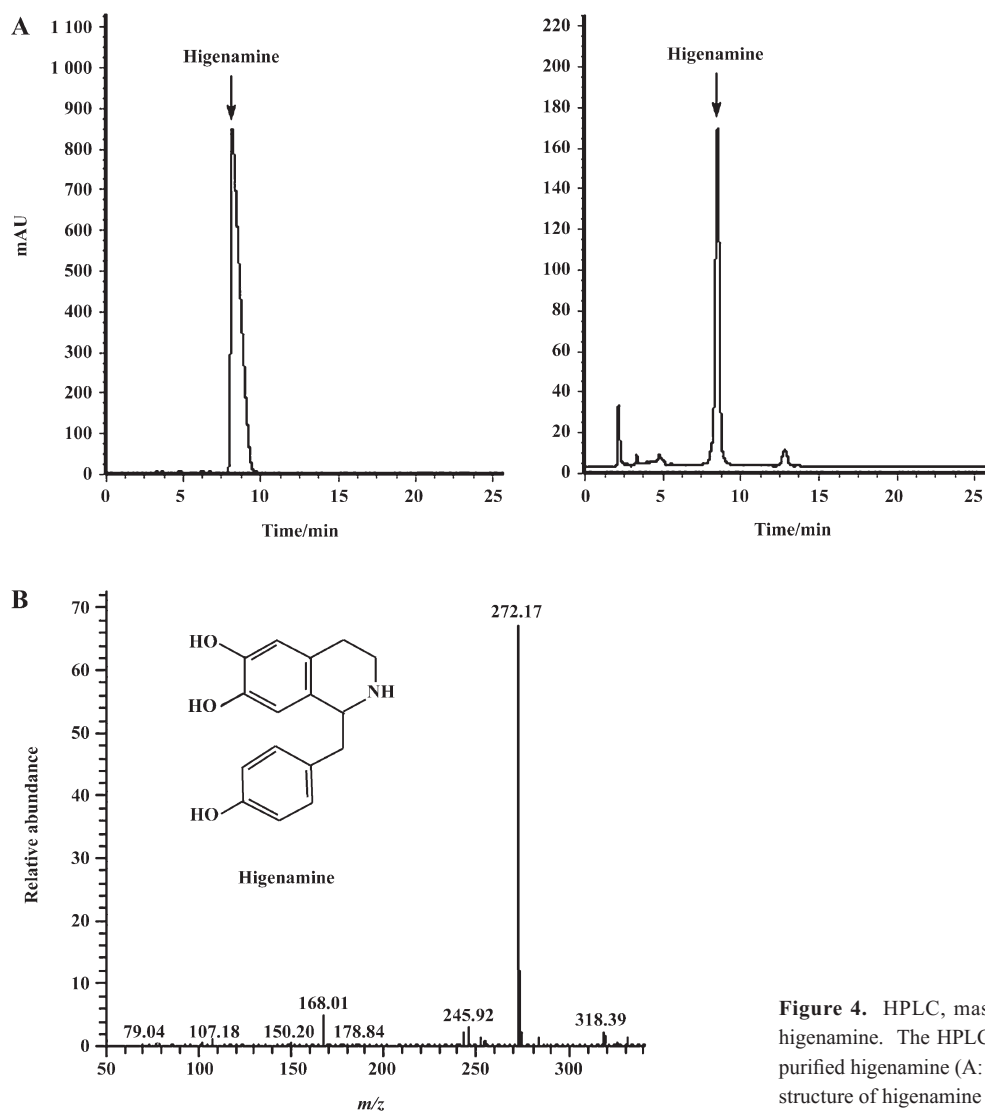 A
1 100
1 000
900
800
700
600
500
400
300
200
100
0
mAU
Higenamine
0 5 10 15 20 25
Time/min
220
200
180
160
140
120
100
80
60
40
20
0
Higenamine
0 5 10 15 20 25
Time/min
B
70
60
50
40
30
20
10
0
Relative abundance
272.17
HO
HO
NH
HO
Higenamine
168.01
245.92
318.39
79.04 107.18 150.20 178.84
50 100 150 200 250 300
m/z
Figure 4. HPLC, mas
higenamine. The HPLC
purified higenamine (A:
structure of higenamine